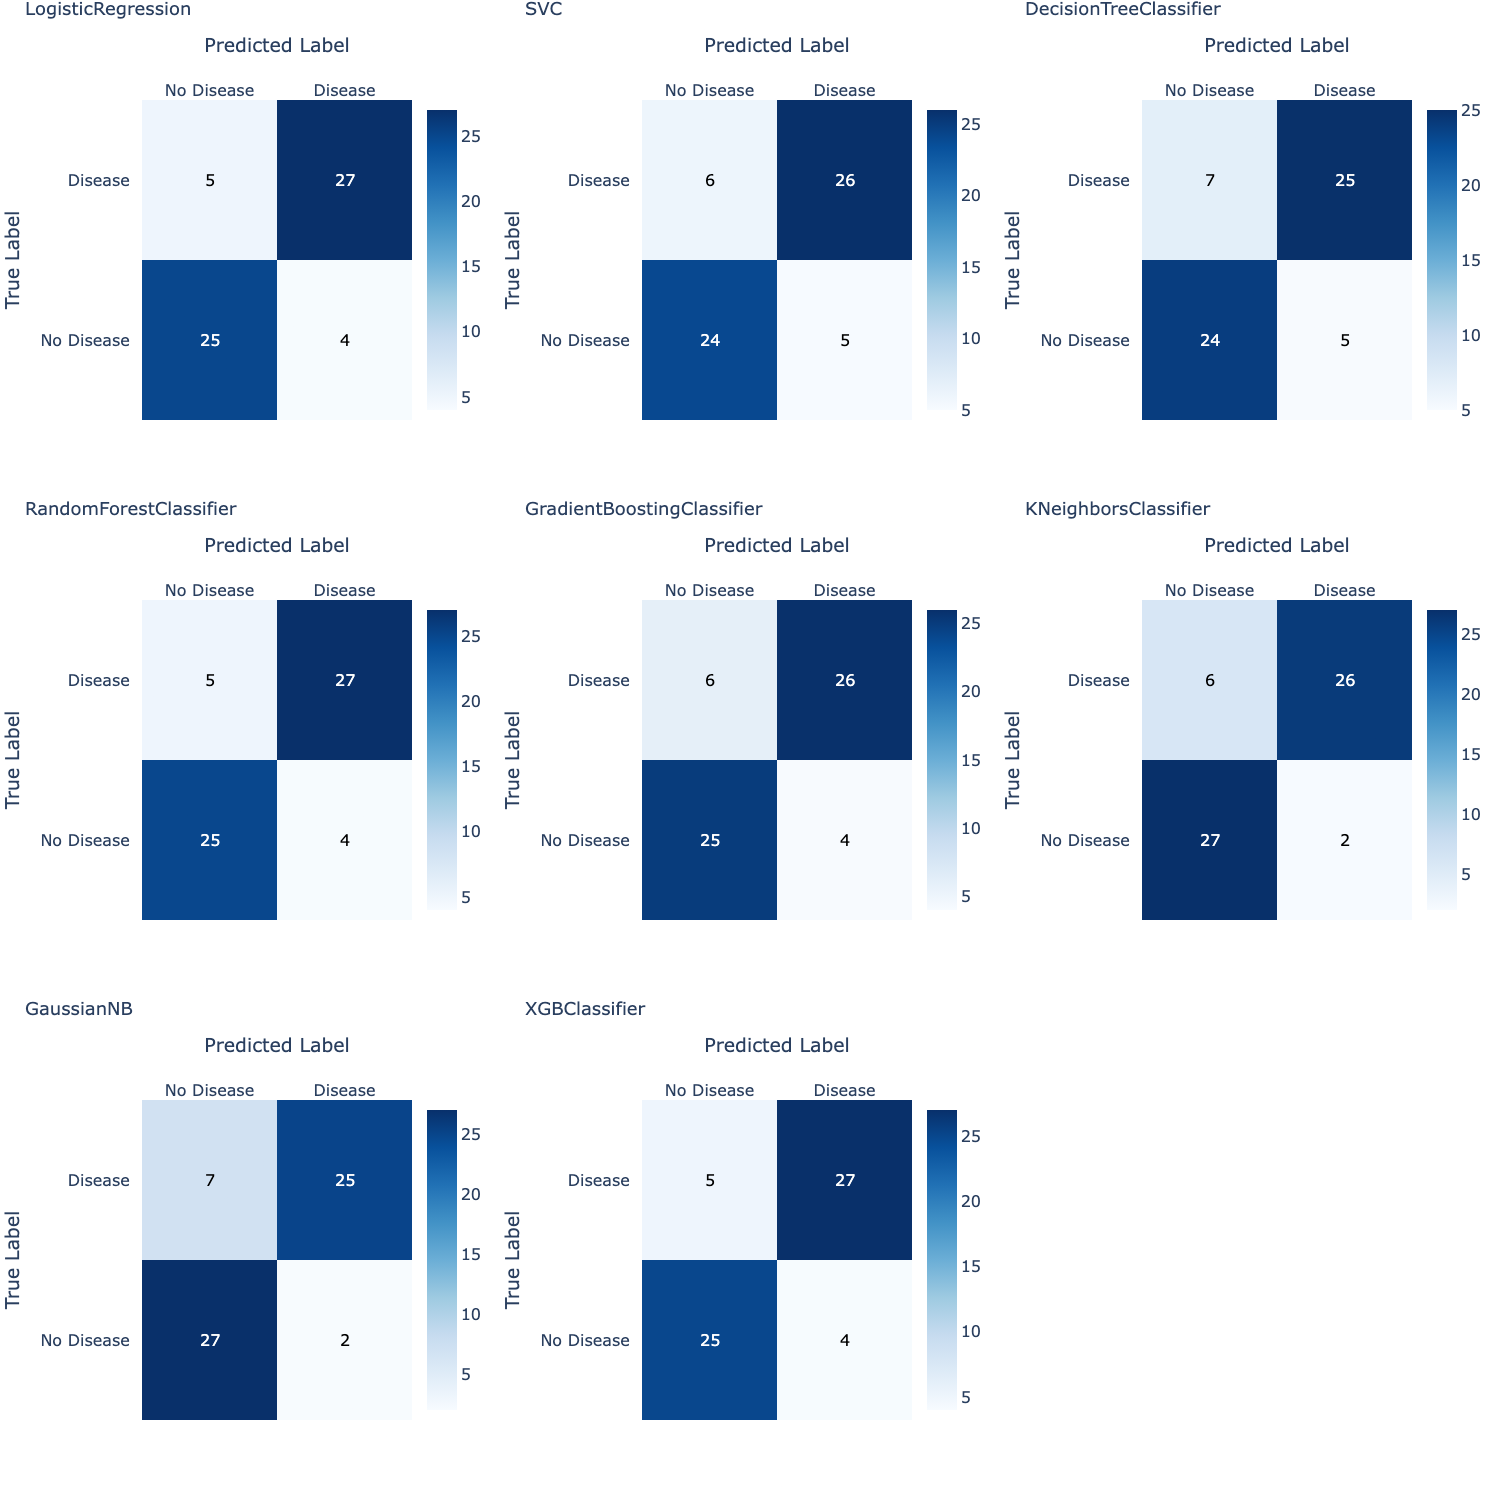 LogisticRegression
Predicted Label
No Disease Disease
True Label
Disease 5 27
No Disease 25 4
25
20
15
10
5
SVC
Predicted Label
No Disease Disease
True Label
Disease 6 26
No Disease 24 5
25
20
15
10
5
DecisionTreeClassifier
Predicted Label
No Disease Disease
True Label
Disease 7 25
No Disease 24 5
25
20
15
10
5
RandomForestClassifier
Predicted Label
No Disease Disease
True Label
Disease 5 27
No Disease 25 4
25
20
15
10
5
GradientBoostingClassifier
Predicted Label
No Disease Disease
True Label
Disease 6 26
No Disease 25 4
25
20
15
10
5
KNeighborsClassifier
Predicted Label
No Disease Disease
True Label
Disease 6 26
No Disease 27 2
25
20
15
10
5
GaussianNB
Predicted Label
No Disease Disease
True Label
Disease 7 25
No Disease 27 2
25
20
15
10
5
XGBClassifier
Predicted Label
No Disease Disease
True Label
Disease 5 27
No Disease 25 4
25
20
15
10
5